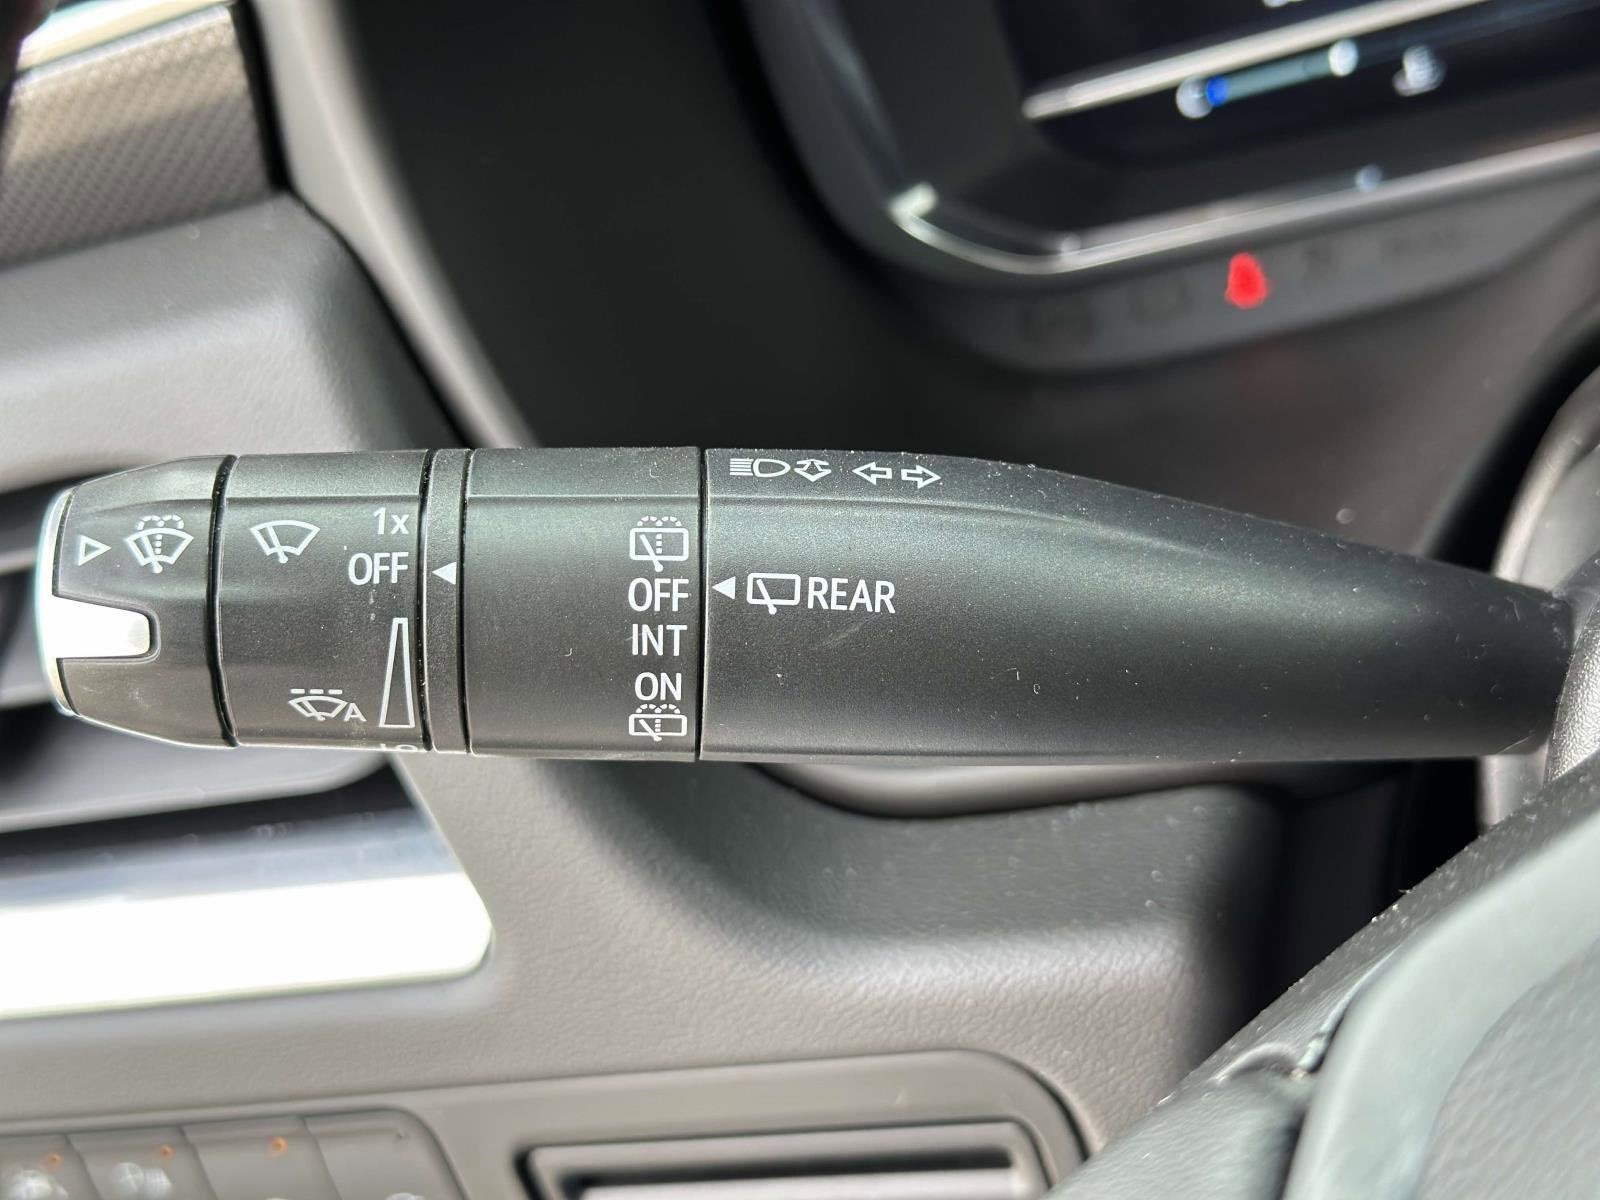 1x
OFF
A
OFF
INT
ON
REAR